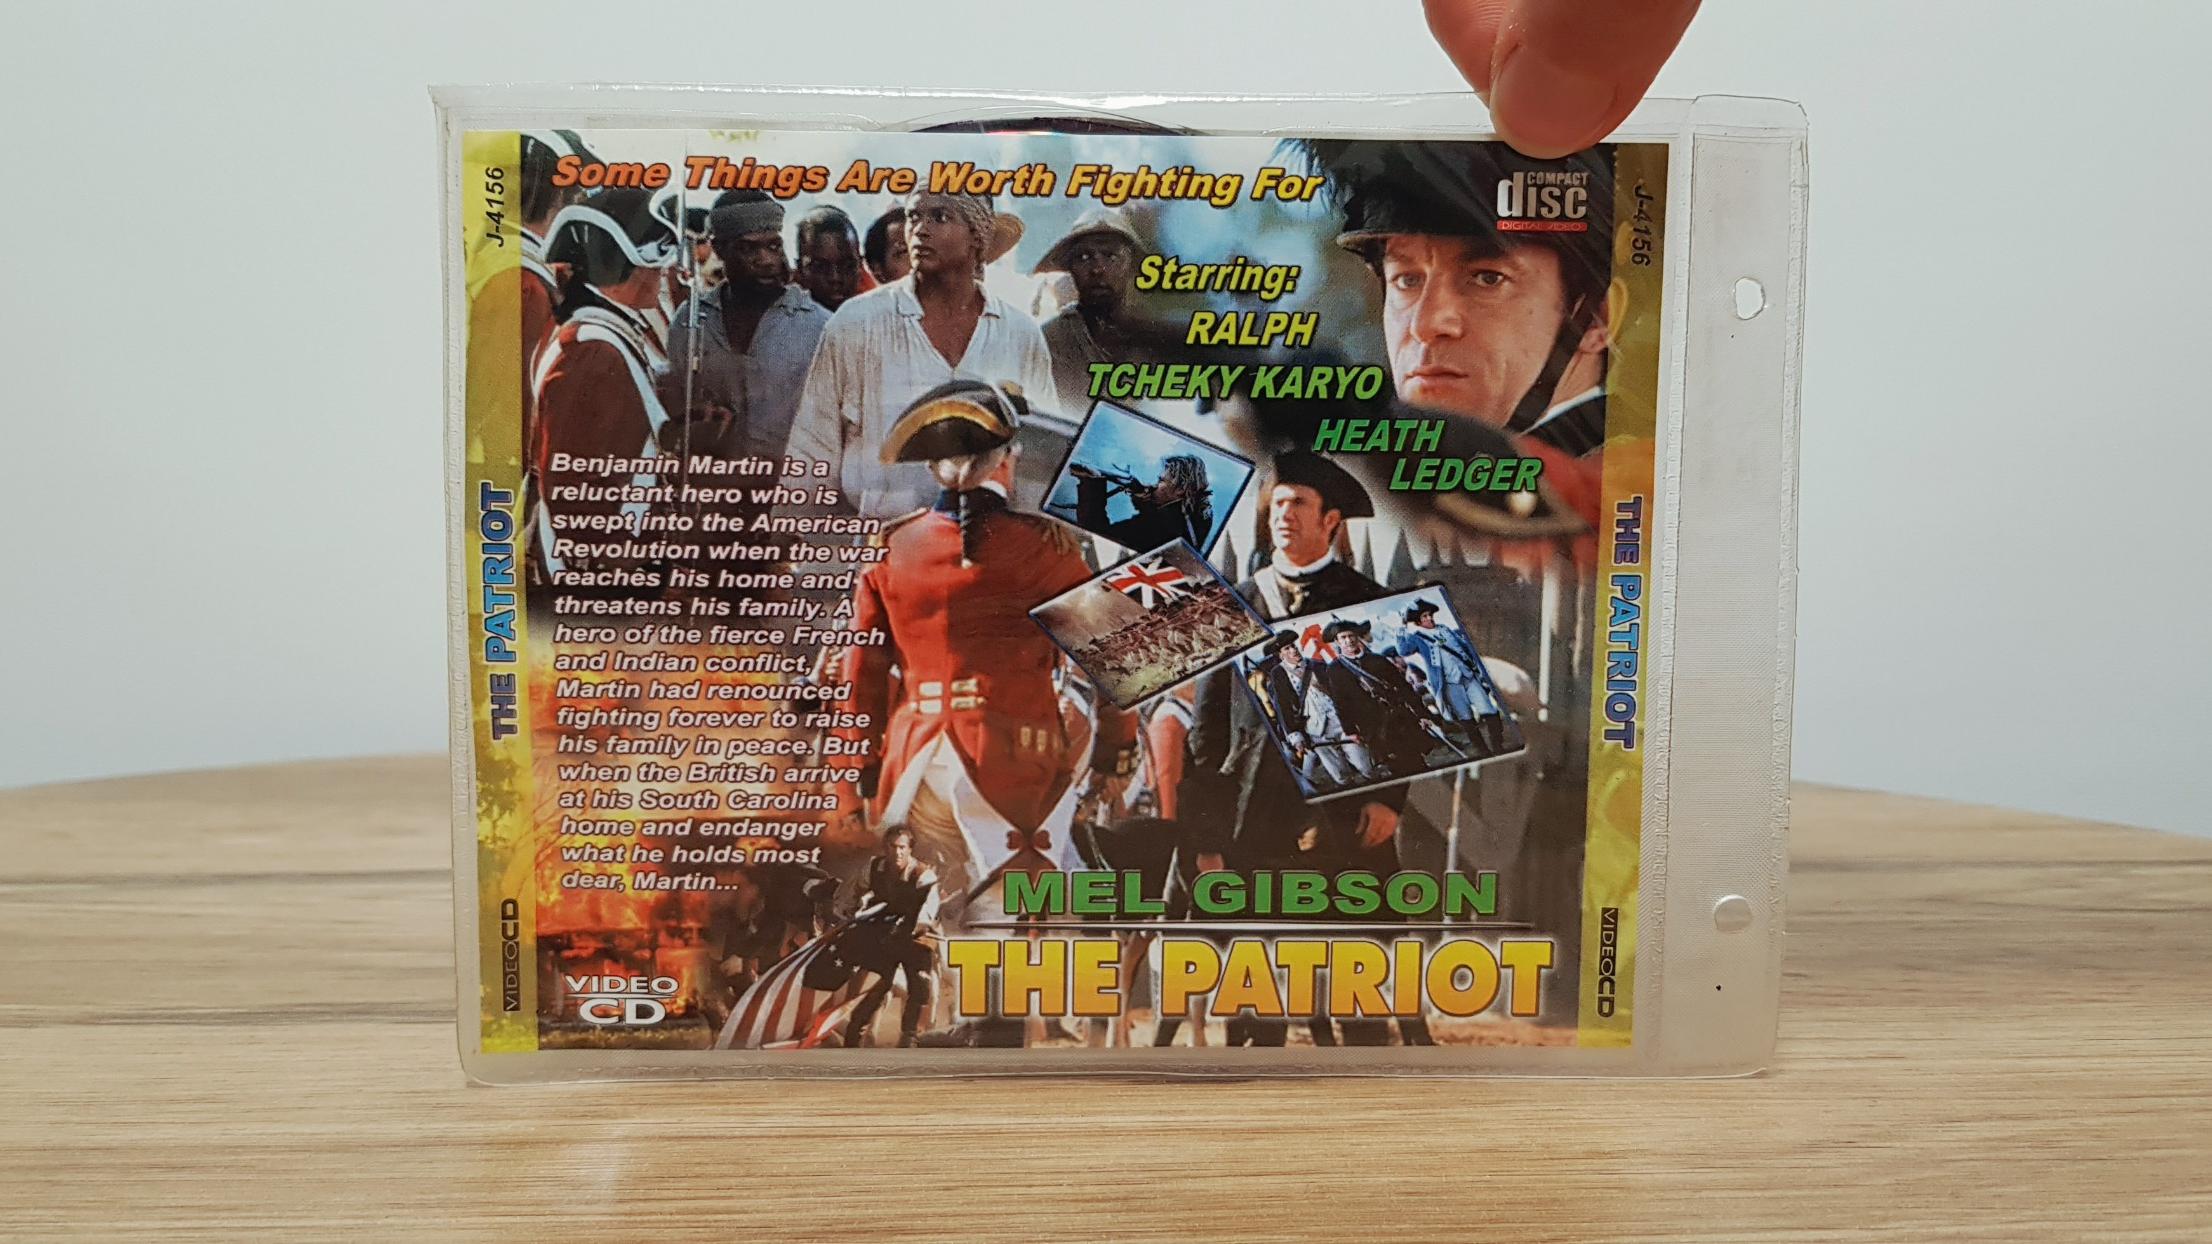 J-4156
THE PATRIOT
VIDEO CD
Some Things Are Worth Fighting For
COMPACT
disc
DIGITAL VIDEO
Starring:
RALPH
TCHEKY KARYO
HEATH
LEDGER
Benjamin Martin is a
reluctant hero who is
swept into the American
Revolution when the war
reaches his home and
threatens his family. A
hero of the fierce French
and Indian conflict,
Martin had renounced
fighting forever to raise
his family in peace. But
when the British arrive
at his South Carolina
home and endanger
what he holds most
dear, Martin...
MEL GIBSON
THE PATRIOT
VIDEO
CD
J-4156
THE PATRIOT
VIDEO CD